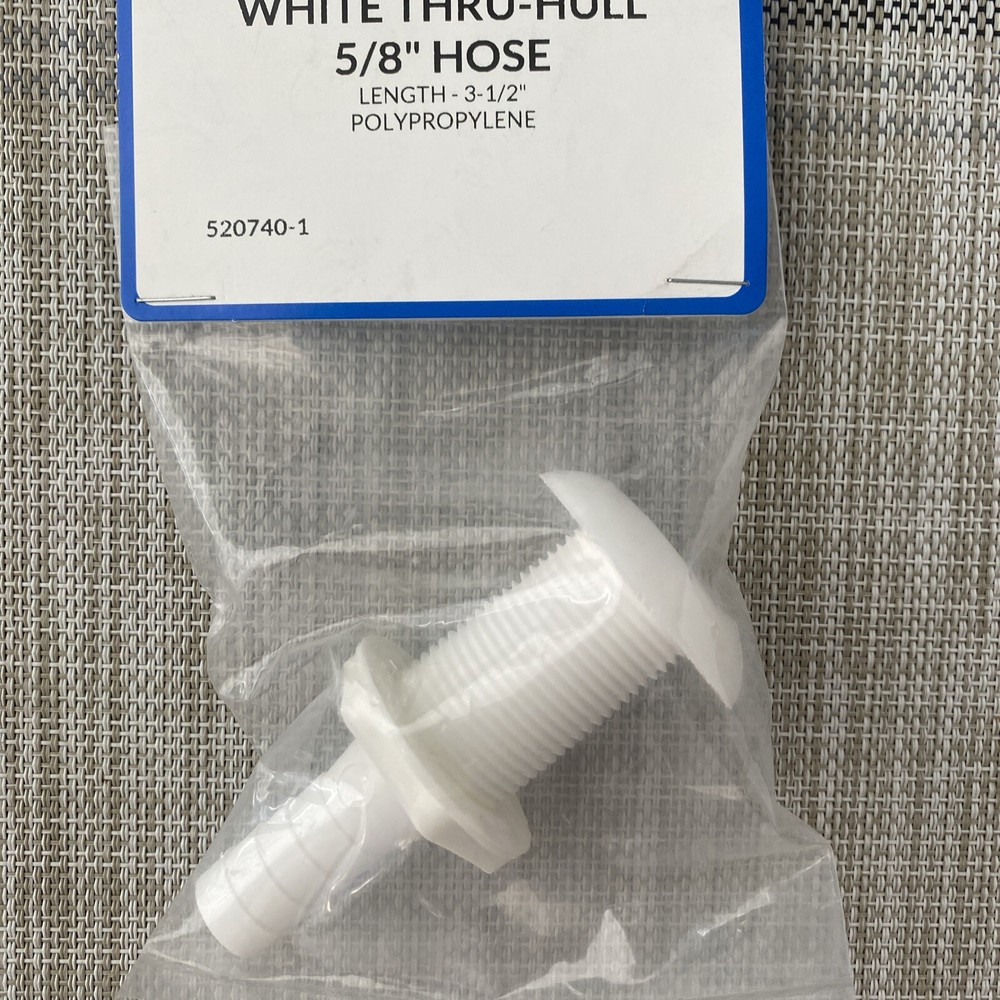 WHITE THRU-HULL
5/8" HOSE
LENGTH - 3-1/2"
POLYPROPYLENE
520740-1